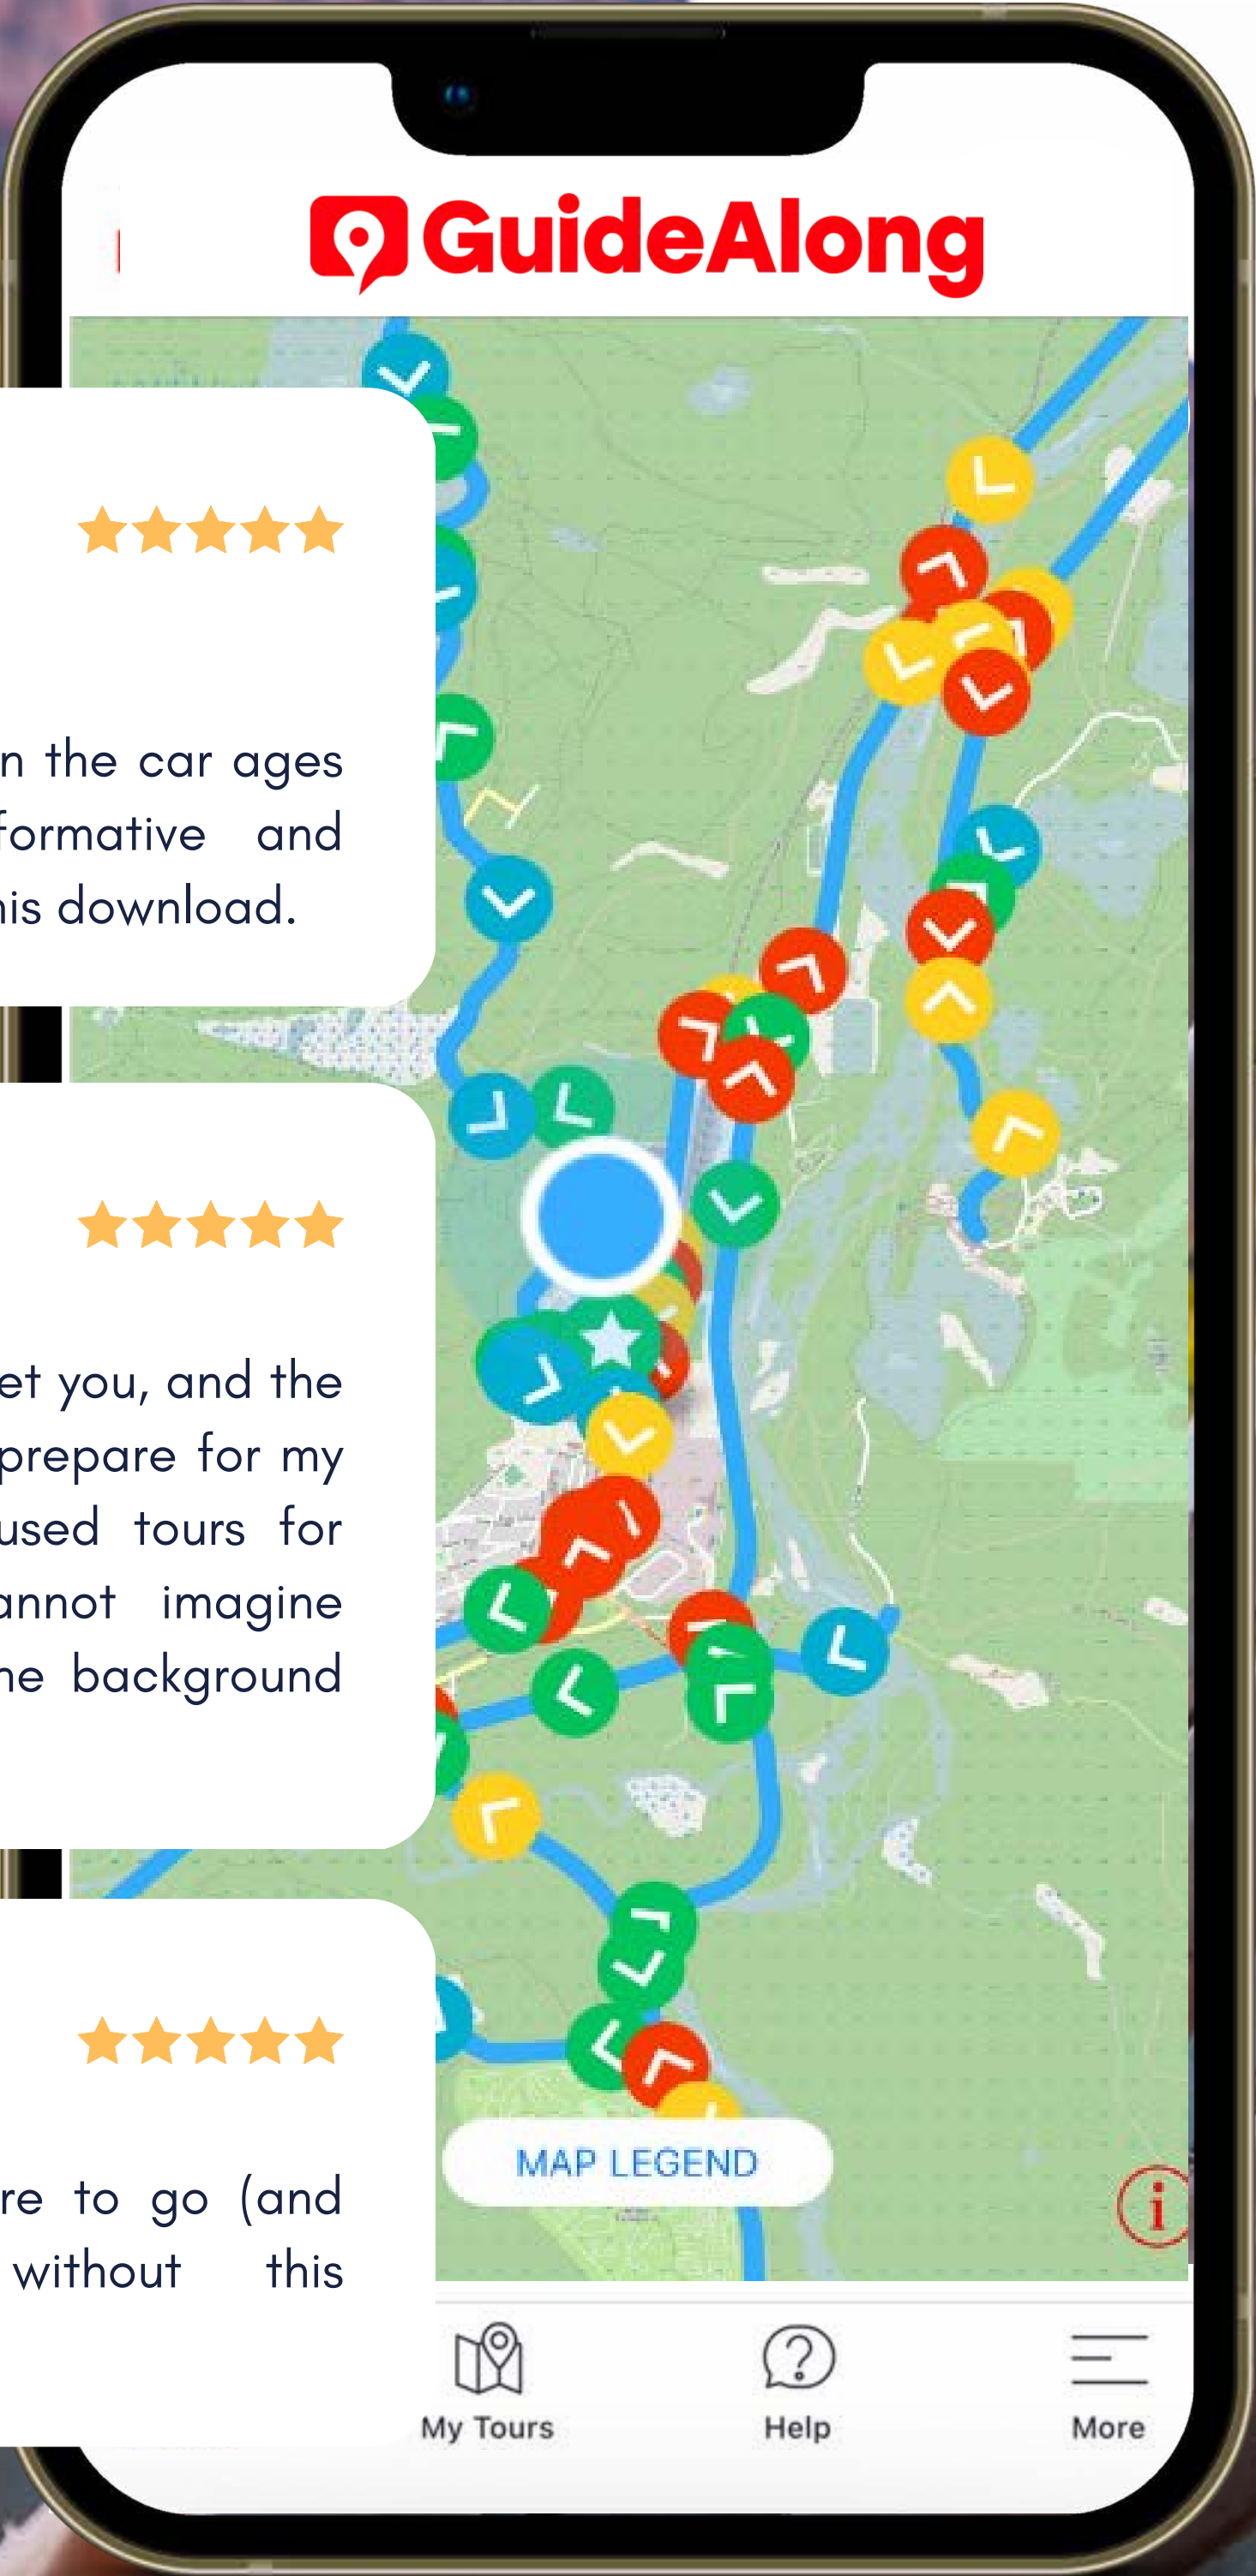 GuideAlong
n the car ages
formative and
his download.
et you, and the
prepare for my
used tours for
annot imagine
ne background
re to go (and
without this
MAP LEGEND
i
My Tours
Help
More